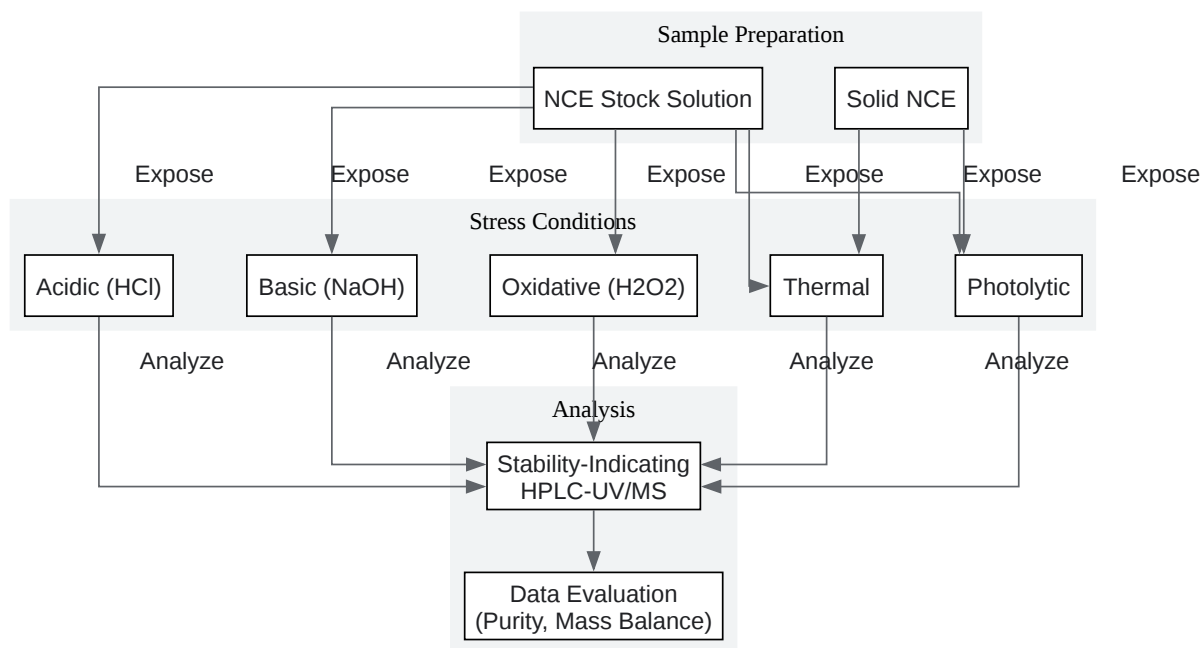 Sample Preparation
NCE Stock Solution
Solid NCE
Expose
Expose
Expose
Expose
Expose
Expose
Expose
Stress Conditions
Acidic (HCl)
Basic (NaOH)
Oxidative (H2O2)
Thermal
Photolytic
Analyze
Analyze
Analyze
Analyze
Analyze
Analysis
Stability-Indicating
HPLC-UV/MS
Data Evaluation
(Purity, Mass Balance)